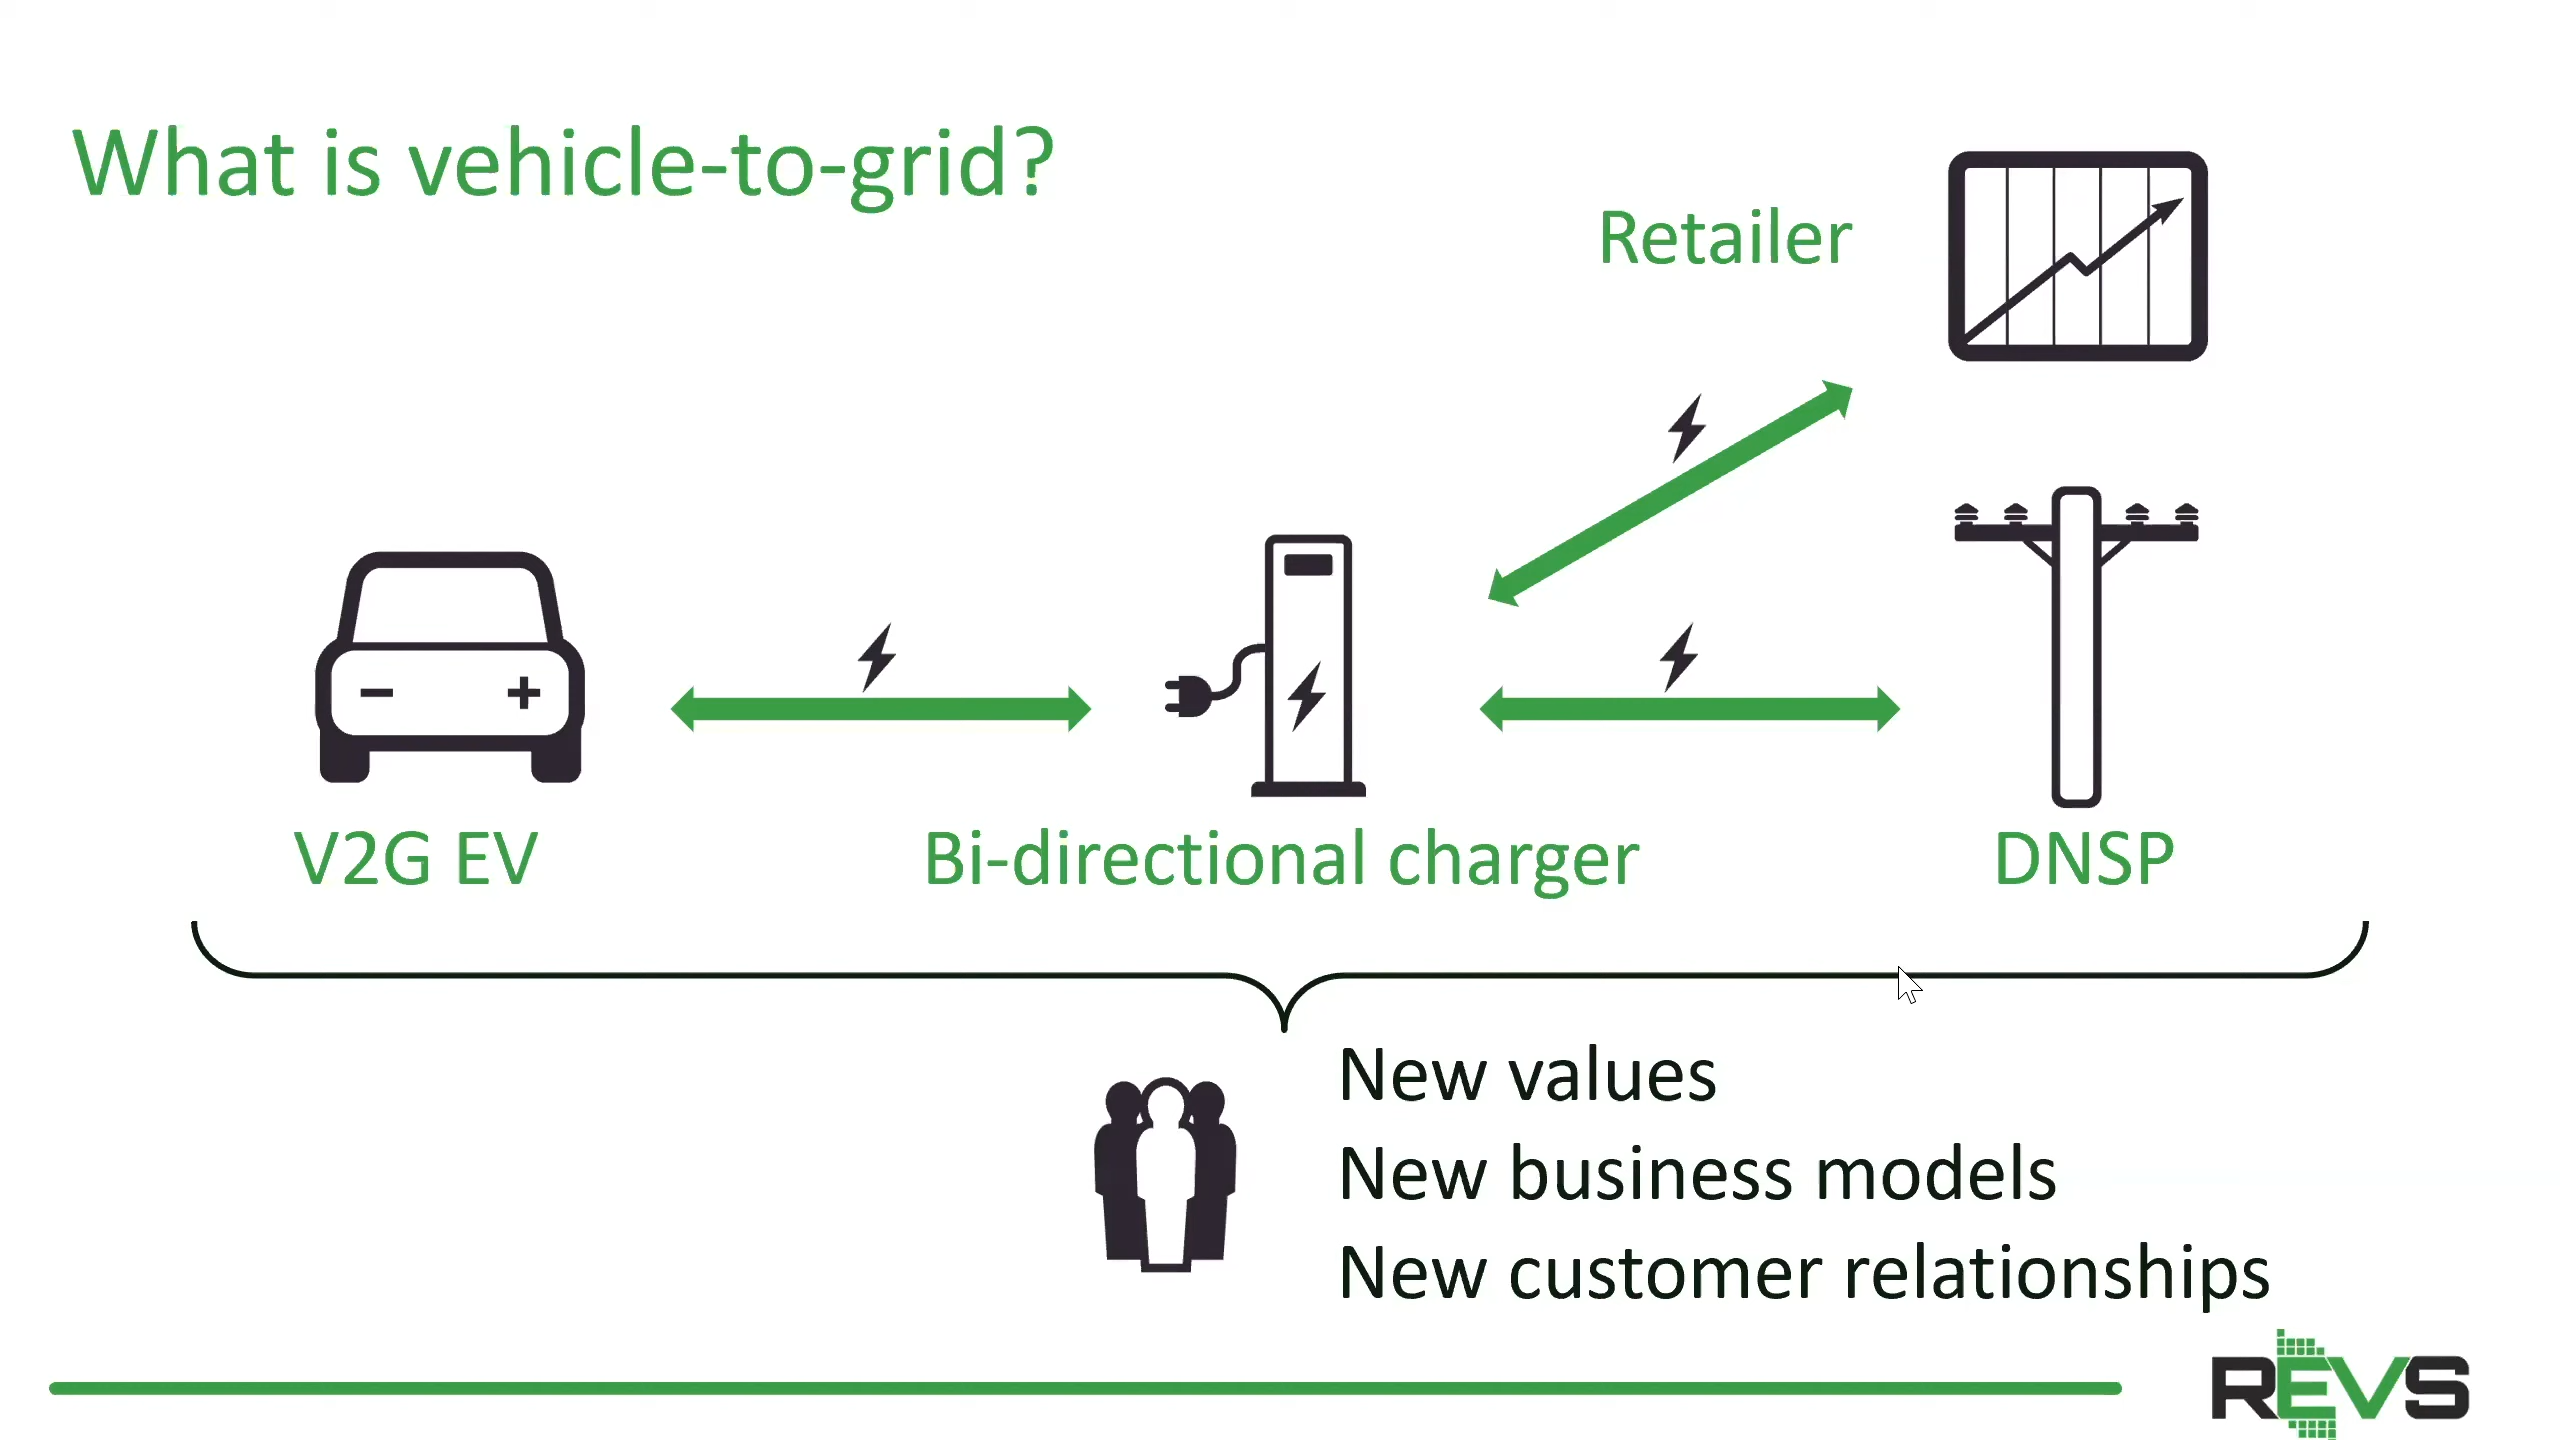 What is vehicle-to-grid?
Retailer
V2G EV
Bi-directional charger
DNSP
New values
New business models
New customer relationships
REVS